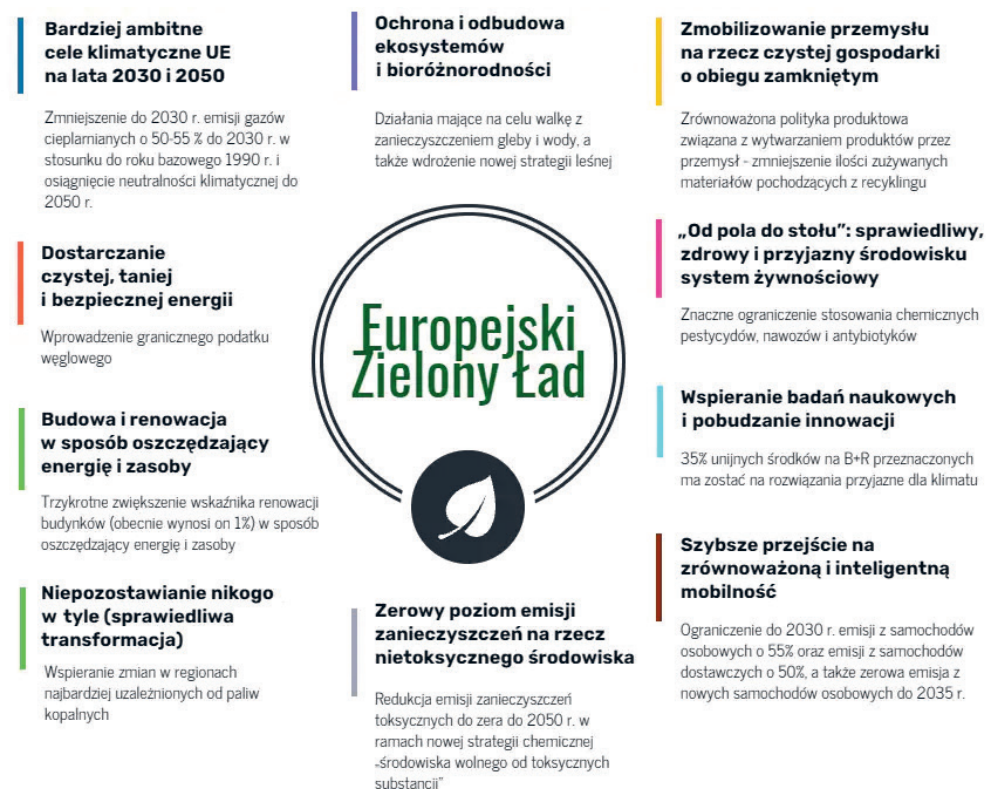 Bardziej ambitne
cele klimatyczne UE
na lata 2030 i 2050
Zmniejszenie do 2030 r. emisji gazów
cieplarnianych o 50-55 % do 2030 r. w
stosunku do roku bazowego 1990 r. i
osiągnięcie neutralności klimatycznej do
2050 r.
Dostarczanie
czystej, taniej
i bezpiecznej energii
Wprowadzenie granicznego podatku
węglowego
Budowa i renowacja
w sposób oszczędzający
energię i zasoby
Trzykrotne zwiększenie wskaźnika renowacji
budynków (obecnie wynosi on 1%) w sposób
oszczędzający energię i zasoby
Niepozostawianie nikogo
w tyle (sprawiedliwa
transformacja)
Wspieranie zmian w regionach
najbardziej uzależnionych od paliw
kopalnych
Ochrona i odbudowa
ekosystemów
i bioróżnorodności
Działania mające na celu walkę z
zanieczyszczeniem gleby i wody, a
także wdrożenie nowej strategii leśnej
Europejski
Zielony Ład
Zerowy poziom emisji
zanieczyszczeń na rzecz
nietoksycznego środowiska
Redukcja emisji zanieczyszczeń
toksycznych do zera do 2050 r. w
ramach nowej strategii chemicznej
„środowiska wolnego od toksycznych
substancji”
Zmobilizowanie przemysłu
na rzecz czystej gospodarki
o obiegu zamkniętym
Zrównoważona polityka produktowa
związana z wytwarzaniem produktów przez
przemysł - zmniejszenie ilości zużywanych
materiałów pochodzących z recyklingu
„Od pola do stołu”: sprawiedliwy,
zdrowy i przyjazny środowisku
system żywnościowy
Znaczne ograniczenie stosowania chemicznych
pestycydów, nawozów i antybiotyków
Wspieranie badań naukowych
i pobudzanie innowacji
35% unijnych środków na B+R przeznaczonych
ma zostać na rozwiązania przyjazne dla klimatu
Szybsze przejście na
zrównoważoną i inteligentną
mobilność
Ograniczenie do 2030 r. emisji z samochodów
osobowych o 55% oraz emisji z samochodów
dostawczych o 50%, a także zerowa emisja z
nowych samochodów osobowych do 2035 r.